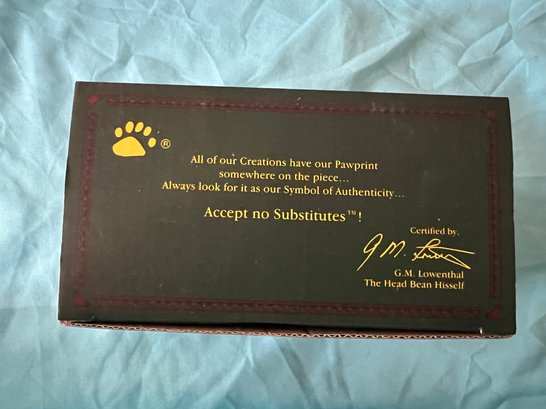 ®
All of our Creations have our Pawprint
somewhere on the piece...
Always look for it as our Symbol of Authenticity...
Accept no Substitutes™!
Certified by,
G.M. Lowenthal
The Head Bean Hisself